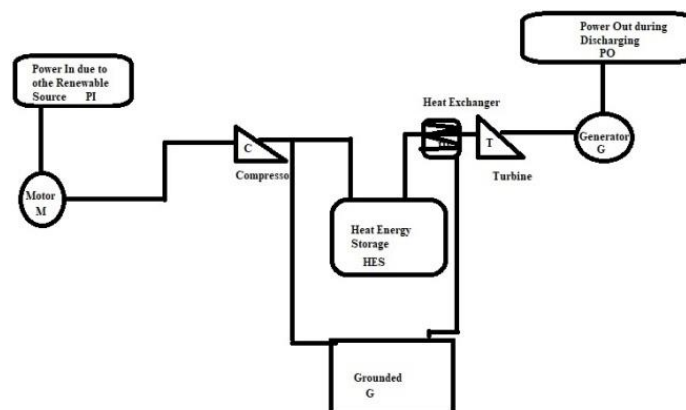 Power In due to
othe Renewable
Source PI
Motor
M
C
Compresso
Heat Energy
Storage
HES
Grounded
G
Heat Exchanger
T
Turbine
Generator
G
Power Out during
Discharging
PO